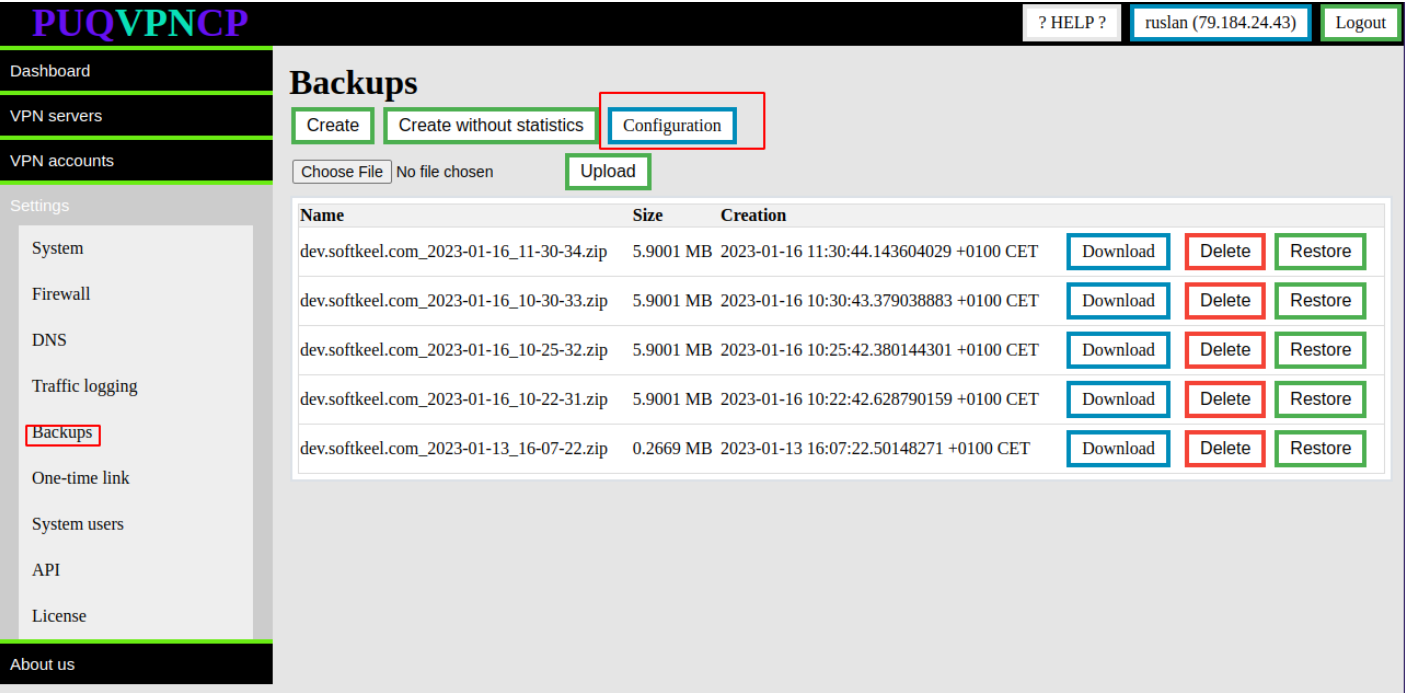 PUQVPNCP ? HELP ? ruslan (79.184.24.43) Logout
Dashboard
VPN servers
VPN accounts
Settings
System
Firewall
DNS
Traffic logging
Backups
One-time link
System users
API
License
About us
Backups
Create Create without statistics Configuration
Choose File No file chosen Upload
Name Size Creation
dev.softkeel.com_2023-01-16_11-30-34.zip 5.9001 MB 2023-01-16 11:30:44.143604029 +0100 CET Download Delete Restore
dev.softkeel.com_2023-01-16_10-30-33.zip 5.9001 MB 2023-01-16 10:30:43.379038883 +0100 CET Download Delete Restore
dev.softkeel.com_2023-01-16_10-25-32.zip 5.9001 MB 2023-01-16 10:25:42.380144301 +0100 CET Download Delete Restore
dev.softkeel.com_2023-01-16_10-22-31.zip 5.9001 MB 2023-01-16 10:22:42.628790159 +0100 CET Download Delete Restore
dev.softkeel.com_2023-01-13_16-07-22.zip 0.2669 MB 2023-01-13 16:07:22.50148271 +0100 CET Download Delete Restore